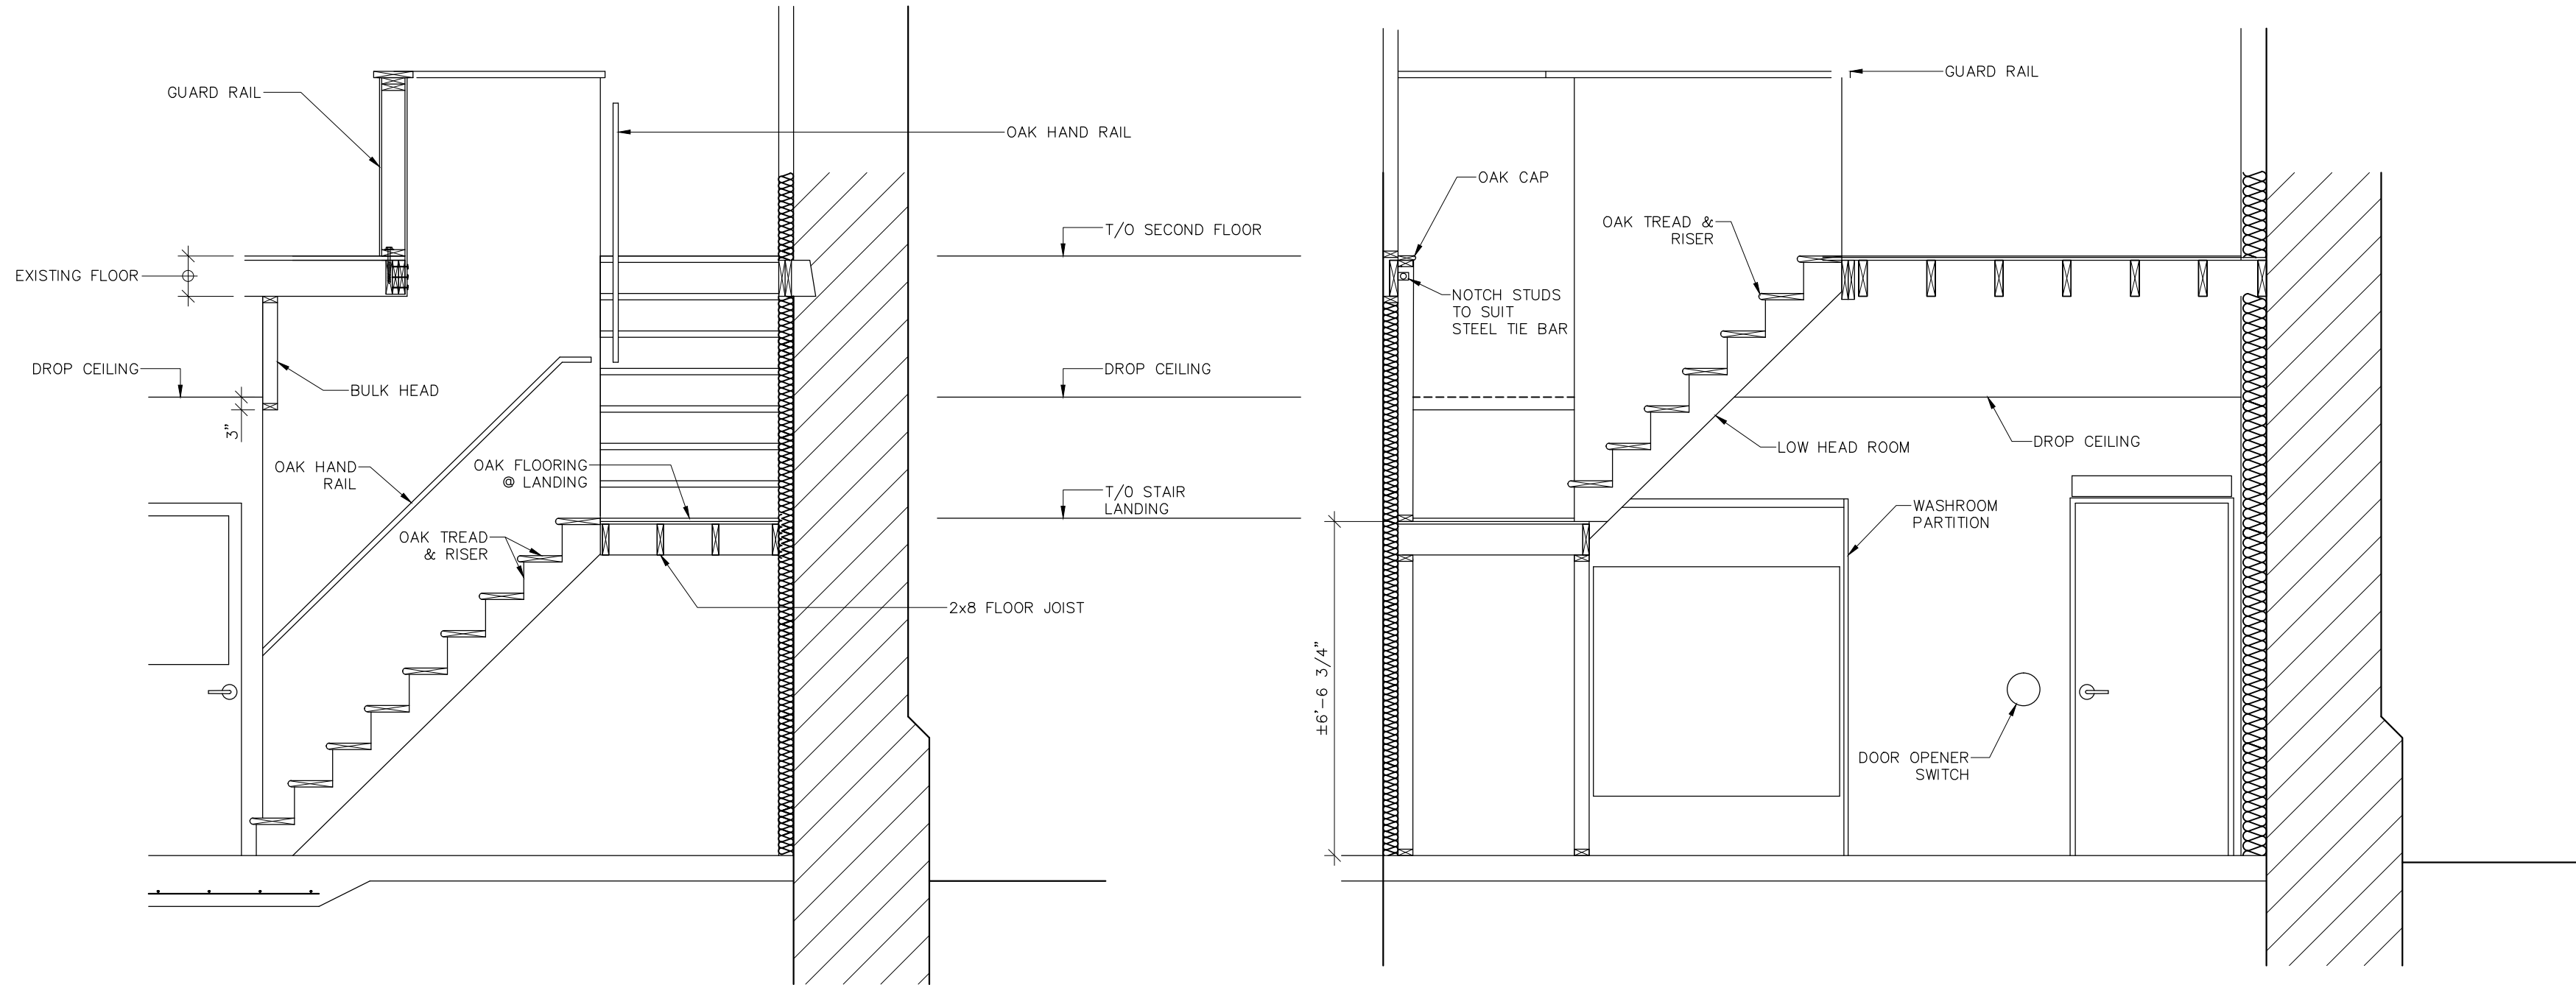 GUARD RAIL
OAK HAND RAIL
EXISTING FLOOR
DROP CEILING
BULK HEAD
3"
OAK HAND
RAIL
OAK FLOORING
@ LANDING
OAK TREAD
& RISER
2x8 FLOOR JOIST
T/O SECOND FLOOR
DROP CEILING
T/O STAIR
LANDING
GUARD RAIL
OAK CAP
OAK TREAD &
RISER
NOTCH STUDS
TO SUIT
STEEL TIE BAR
LOW HEAD ROOM
DROP CEILING
WASHROOM
PARTITION
±6'-6 3/4"
DOOR OPENER
SWITCH